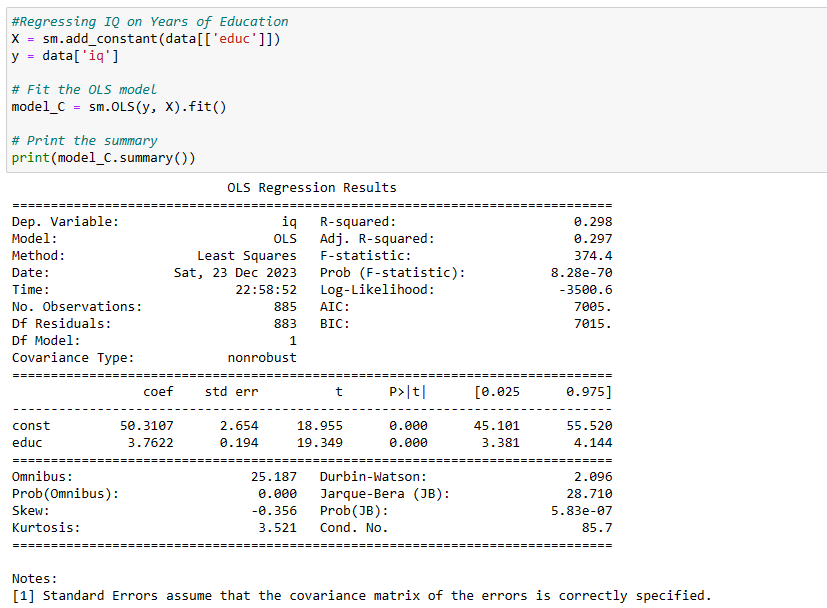 #Regressing IQ on Years of Education
X = sm.add_constant(data[['educ']])
y = data['iq']
# Fit the OLS model
model_C = sm.OLS(y, X).fit()
# Print the summary
print(model_C.summary())
                            OLS Regression Results
==============================================================================
Dep. Variable:                     iq   R-squared:                       0.298
Model:                            OLS   Adj. R-squared:                  0.297
Method:                 Least Squares   F-statistic:                     374.4
Date:                Sat, 23 Dec 2023   Prob (F-statistic):           8.28e-70
Time:                        22:58:52   Log-Likelihood:                -3500.6
No. Observations:                 885   AIC:                             7005.
Df Residuals:                     883   BIC:                             7015.
Df Model:                           1
Covariance Type:            nonrobust
==============================================================================
                 coef    std err          t      P>|t|      [0.025      0.975]
------------------------------------------------------------------------------
const         50.3107      2.654     18.955      0.000      45.101      55.520
educ           3.7622      0.194     19.349      0.000       3.381       4.144
==============================================================================
Omnibus:                       25.187   Durbin-Watson:                   2.096
Prob(Omnibus):                  0.000   Jarque-Bera (JB):               28.710
Skew:                          -0.356   Prob(JB):                     5.83e-07
Kurtosis:                       3.521   Cond. No.                         85.7
==============================================================================
Notes:
[1] Standard Errors assume that the covariance matrix of the errors is correctly specified.